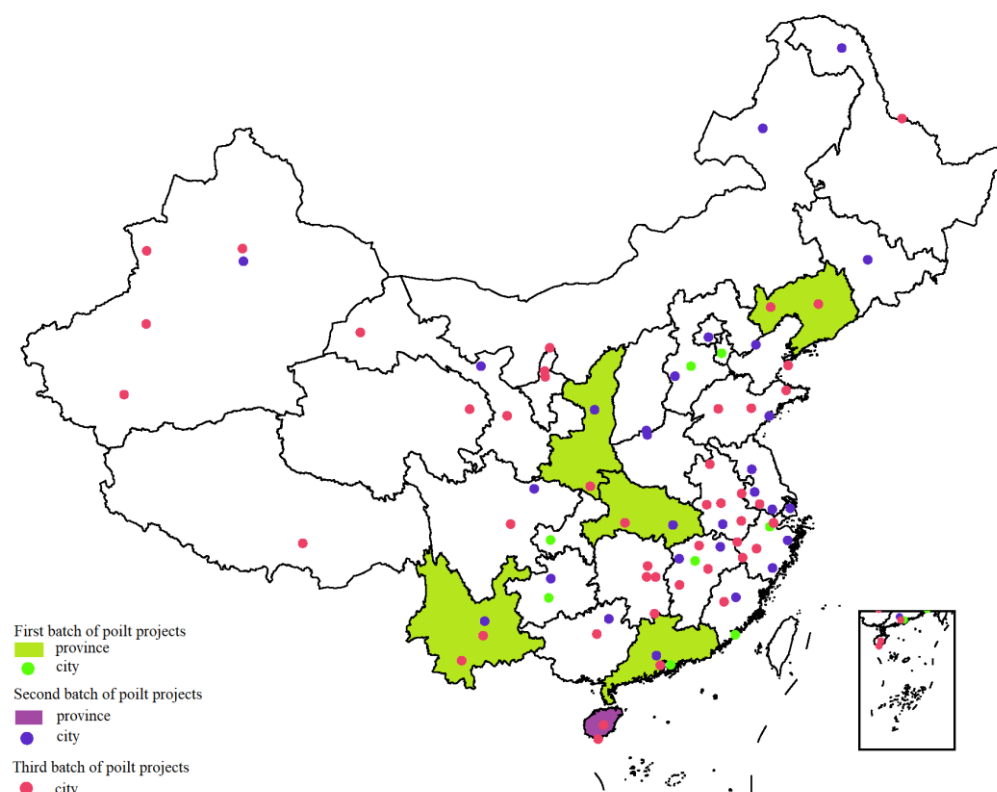 First batch of poilt projects
province
city
Second batch of poilt projects
province
city
Third batch of poilt projects
city